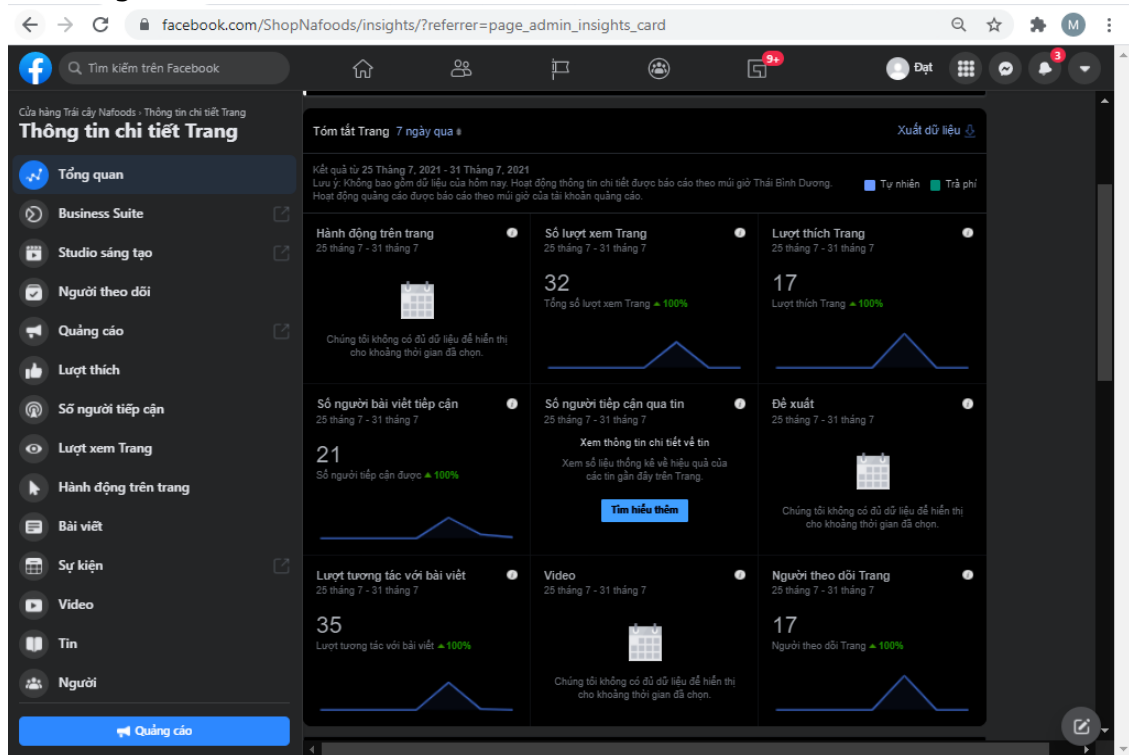 facebook.com/ShopNafoods/insights/?referrer=page_admin_insights_card
M
Tìm kiếm trên Facebook
9+
Đạt
3
Cửa hàng Trái cây Nafoods › Thông tin chi tiết Trang
Thông tin chi tiết Trang
Tổng quan
Business Suite
Studio sáng tạo
Người theo dõi
Quảng cáo
Lượt thích
Số người tiếp cận
Lượt xem Trang
Hành động trên trang
Bài viết
Sự kiện
Video
Tin
Người
Quảng cáo
Tóm tắt Trang 7 ngày qua
Xuất dữ liệu
Kết quả từ 25 Tháng 7, 2021 - 31 Tháng 7, 2021
Lưu ý: Không bao gồm dữ liệu của hôm nay. Hoạt động thông tin chi tiết được báo cáo theo múi giờ Thái Bình Dương.
Hoạt động quảng cáo được báo cáo theo múi giờ của tài khoản quảng cáo.
Tự nhiên
Trả phí
Hành động trên trang
25 tháng 7 - 31 tháng 7
Chúng tôi không có đủ dữ liệu để hiển thị
cho khoảng thời gian đã chọn.
Số lượt xem Trang
25 tháng 7 - 31 tháng 7
32
Tổng số lượt xem Trang ▲ 100%
Lượt thích Trang
25 tháng 7 - 31 tháng 7
17
Lượt thích Trang ▲ 100%
Số người bài viết tiếp cận
25 tháng 7 - 31 tháng 7
21
Số người tiếp cận được ▲ 100%
Số người tiếp cận qua tin
25 tháng 7 - 31 tháng 7
Xem thông tin chi tiết về tin
Xem số liệu thống kê về hiệu quả của
các tin gần đây trên Trang.
Tìm hiểu thêm
Đề xuất
25 tháng 7 - 31 tháng 7
Chúng tôi không có đủ dữ liệu để hiển thị
cho khoảng thời gian đã chọn.
Lượt tương tác với bài viết
25 tháng 7 - 31 tháng 7
35
Lượt tương tác với bài viết ▲ 100%
Video
25 tháng 7 - 31 tháng 7
Chúng tôi không có đủ dữ liệu để hiển thị
cho khoảng thời gian đã chọn.
Người theo dõi Trang
25 tháng 7 - 31 tháng 7
17
Người theo dõi Trang ▲ 100%